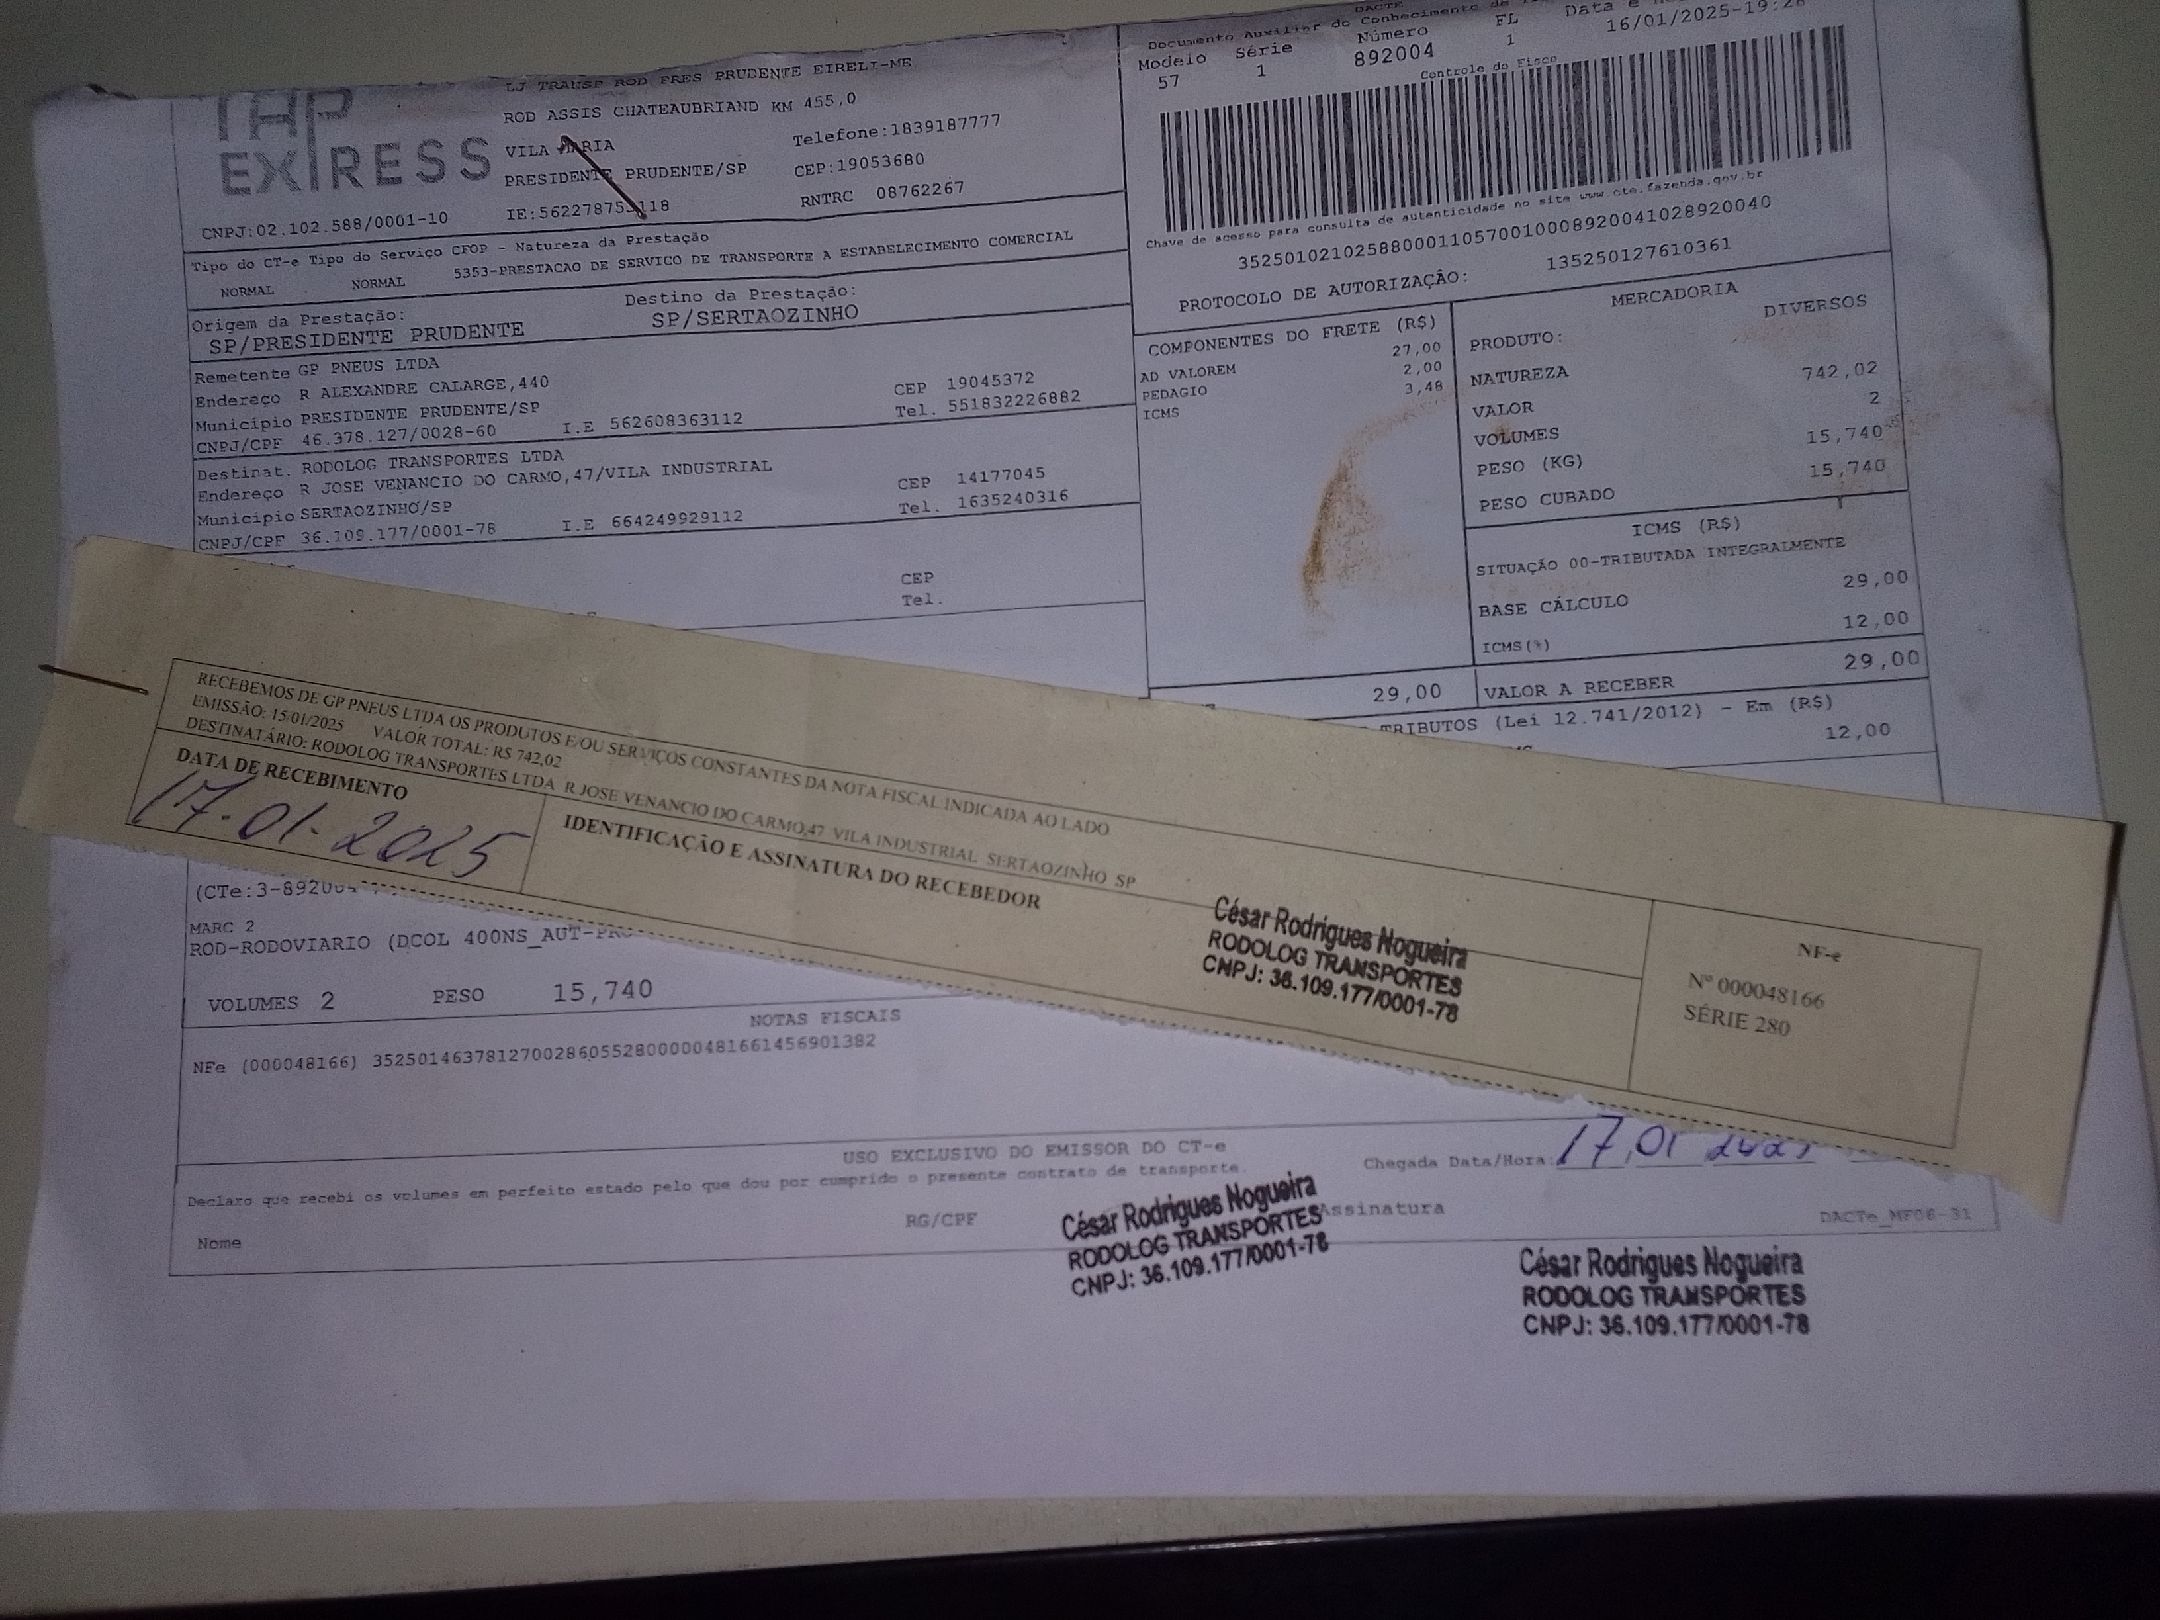 DACTE
Documento Auxiliar do Conhecimento de
Modelo Série Número FL Data e
57 1 892004 1 16/01/2025-19:28
Controle do Fisco
Chave de acesso para consulta de autenticidade no site www.cte.fazenda.gov.br
35250102102588000110570010008920041028920040
PROTOCOLO DE AUTORIZAÇÃO: 135250127610361
EXPRESS
LJ TRANSP ROD PRES PRUDENTE EIRELI-ME
ROD ASSIS CHATEAUBRIAND KM 455,0
VILA MARIA Telefone:1839187777
PRESIDENTE PRUDENTE/SP CEP:19053680
CNPJ:02.102.588/0001-10 RNTRC 08762267
Tipo do CT-e Tipo do Serviço CFOP - Natureza da Prestação
NORMAL NORMAL 5353-PRESTACAO DE SERVICO DE TRANSPORTE A ESTABELECIMENTO COMERCIAL
Origem da Prestação: Destino da Prestação:
SP/PRESIDENTE PRUDENTE SP/SERTAOZINHO
Remetente GP PNEUS LTDA
Endereço R ALEXANDRE CALARGE,440 CEP 19045372
Município PRESIDENTE PRUDENTE/SP Tel. 551832226882
CNPJ/CPF 46.378.127/0028-60 I.E 562608363112
Destinat. RODOLOG TRANSPORTES LTDA
Endereço R JOSE VENANCIO DO CARMO,47/VILA INDUSTRIAL CEP 14177045
Município SERTAOZINHO/SP Tel. 1635240316
CNPJ/CPF 36.109.177/0001-78 I.E 664249929112
CEP
Tel.
COMPONENTES DO FRETE (R$)
27,00
AD VALOREM 2,00
PEDAGIO 3,48
ICMS
MERCADORIA
PRODUTO: DIVERSOS
NATUREZA
VALOR 742,02
VOLUMES 2
PESO (KG) 15,740
PESO CUBADO 15,740
ICMS (R$)
SITUAÇÃO 00-TRIBUTADA INTEGRALMENTE
BASE CÁLCULO 29,00
ICMS(%) 12,00
29,00 VALOR A RECEBER 29,00
TRIBUTOS (Lei 12.741/2012) - Em (R$)
12,00
RECEBEMOS DE GP PNEUS LTDA OS PRODUTOS E/OU SERVIÇOS CONSTANTES DA NOTA FISCAL INDICADA AO LADO
EMISSÃO: 15/01/2025 VALOR TOTAL: R$ 742,02
DESTINATÁRIO: RODOLOG TRANSPORTES LTDA R JOSE VENANCIO DO CARMO,47 VILA INDUSTRIAL SERTAOZINHO SP
DATA DE RECEBIMENTO
17-01-2025
IDENTIFICAÇÃO E ASSINATURA DO RECEBEDOR
César Rodrigues Nogueira
RODOLOG TRANSPORTES
CNPJ: 36.109.177/0001-78
NF-e
Nº 000048166
SÉRIE 280
(CTe:3-892004
MARC 2
ROD-RODOVIARIO (DCOL 400NS_AUT-PRO
VOLUMES 2 PESO 15,740
NOTAS FISCAIS
NFe (000048166) 35250146378127002860552800000481661456901382
USO EXCLUSIVO DO EMISSOR DO CT-e
Declaro que recebi os volumes em perfeito estado pelo que dou por cumprido o presente contrato de transporte.
Chegada Data/Hora: 17,01 2025
Nome RG/CPF Assinatura DACTe_MF06-31
César Rodrigues Nogueira
RODOLOG TRANSPORTES
CNPJ: 36.109.177/0001-78
César Rodrigues Nogueira
RODOLOG TRANSPORTES
CNPJ: 36.109.177/0001-78